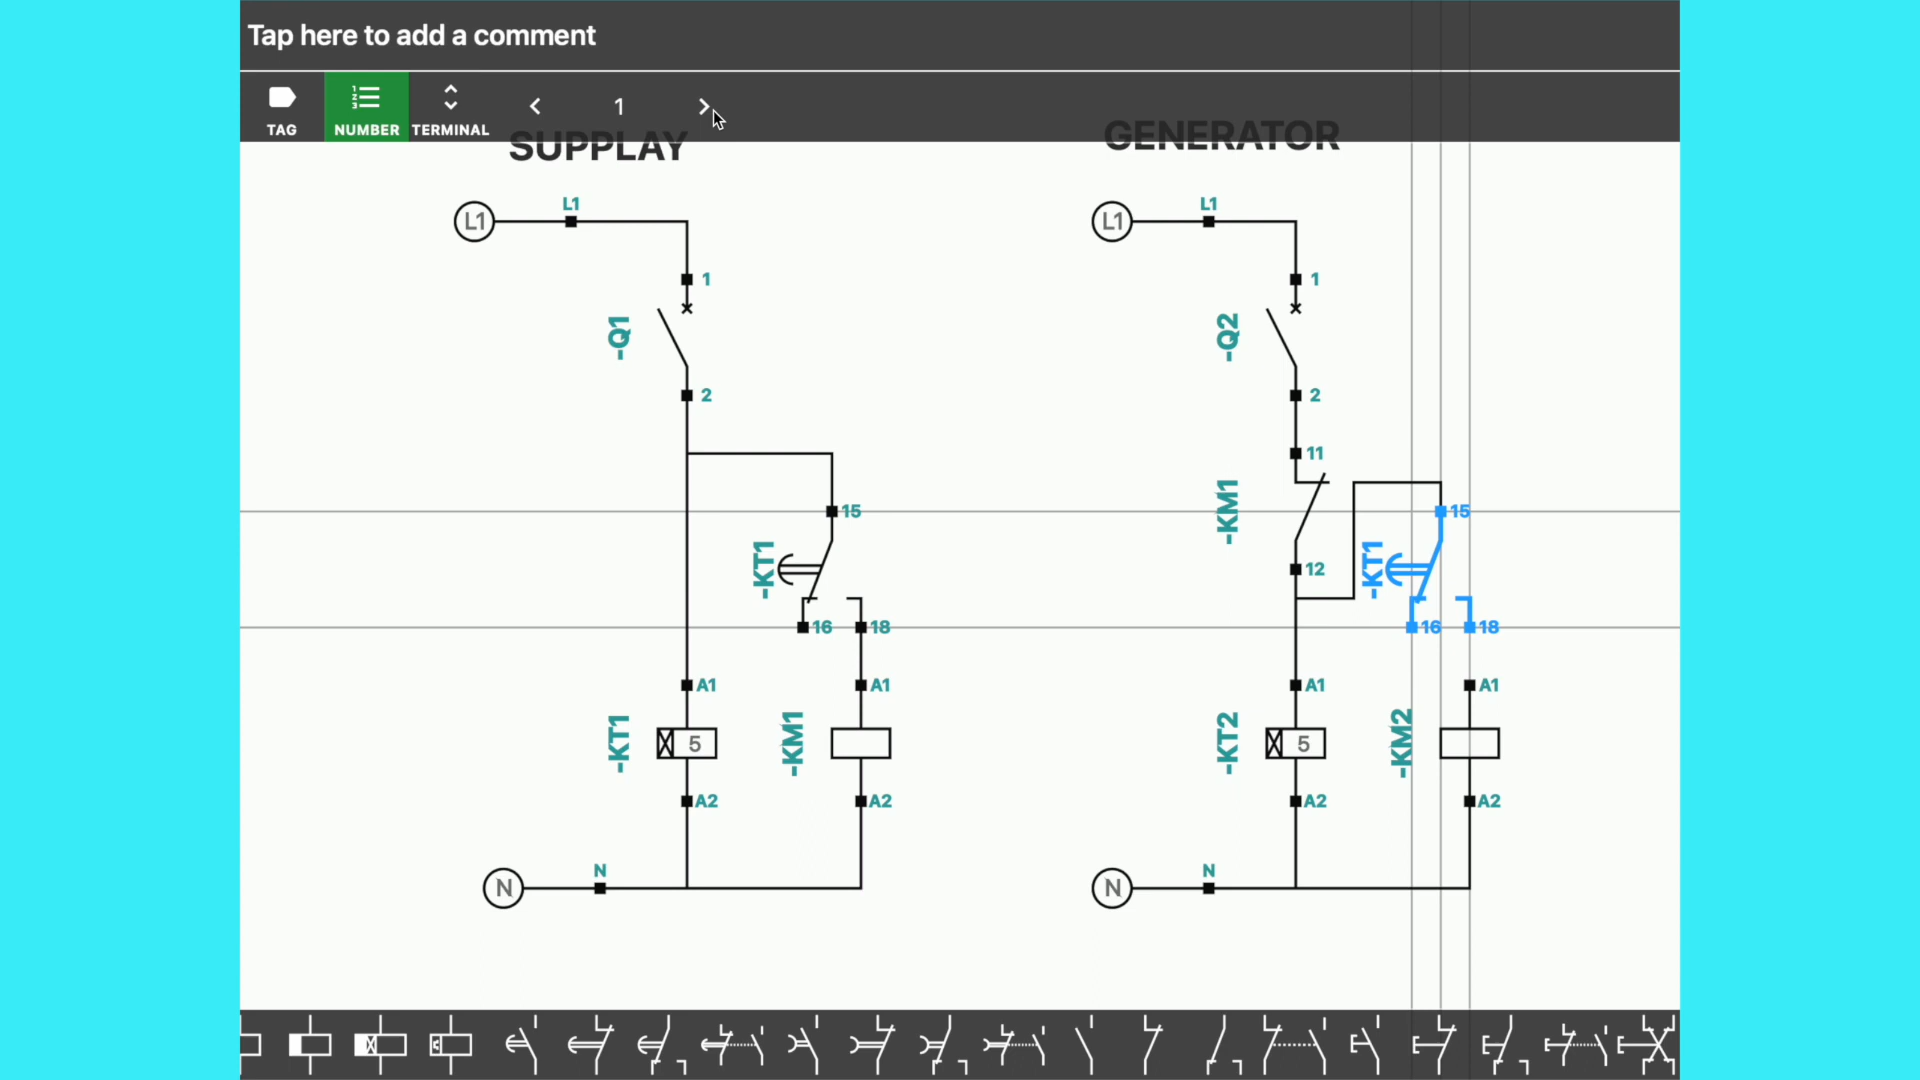 Tap here to add a comment
TAG
NUMBER
TERMINAL
1
SUPPLAY
GENERATOR
L1
L1
L1
L1
1
1
-Q1
-Q2
2
2
11
-KM1
15
15
-KT1
12
-KT1
16
18
16
18
A1
A1
A1
A1
-KT1
5
-KM1
-KT2
5
-KM2
A2
A2
A2
A2
N
N
N
N